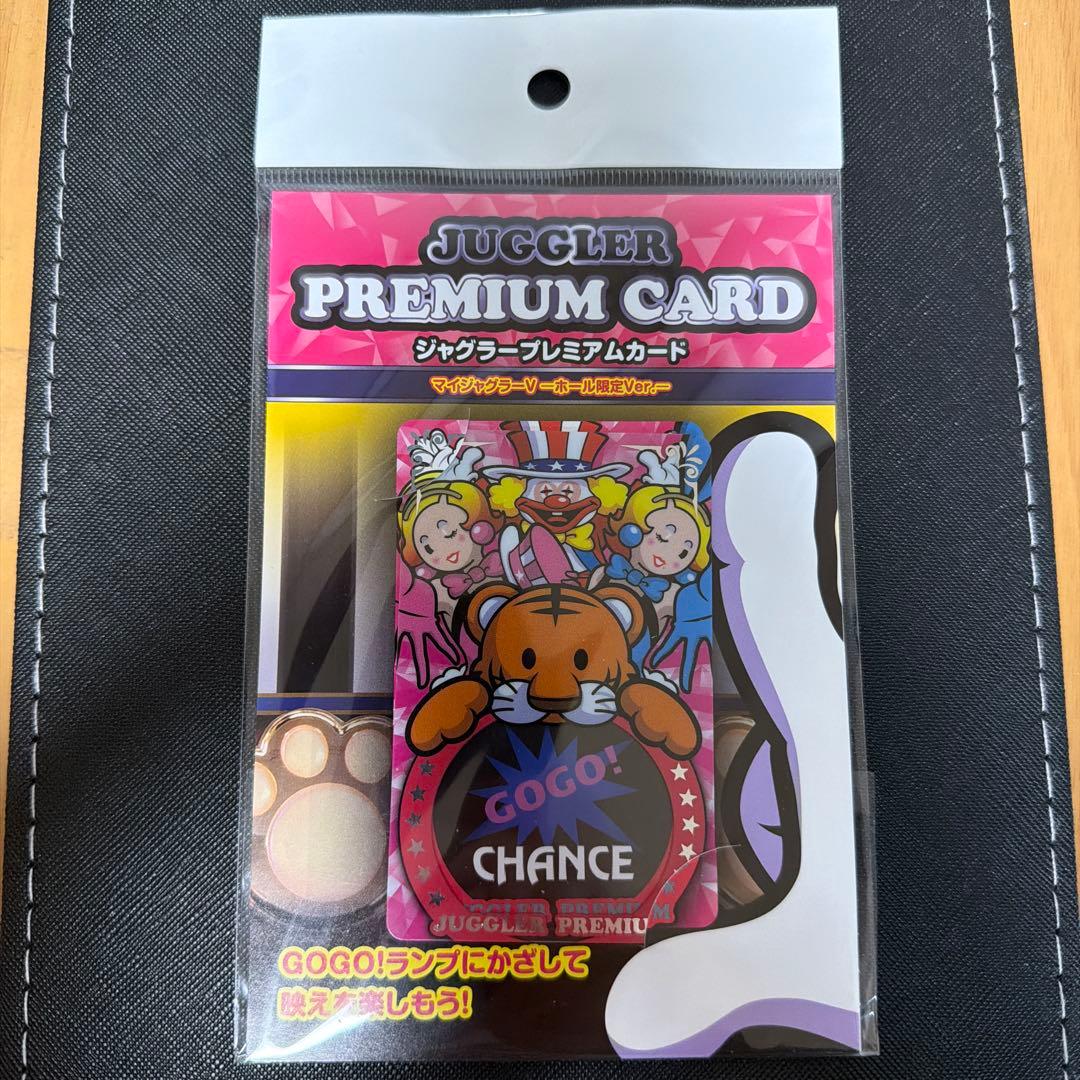 JUGGLER
PREMIUM CARD
ジャグラープレミアムカード
マイジャグラーV ーホール限定Ver.ー
GOGO!
CHANCE
JUGGLER PREMIUM
JUGGLER PREMIU
GOGO!ランプにかざして
映えを楽しもう!